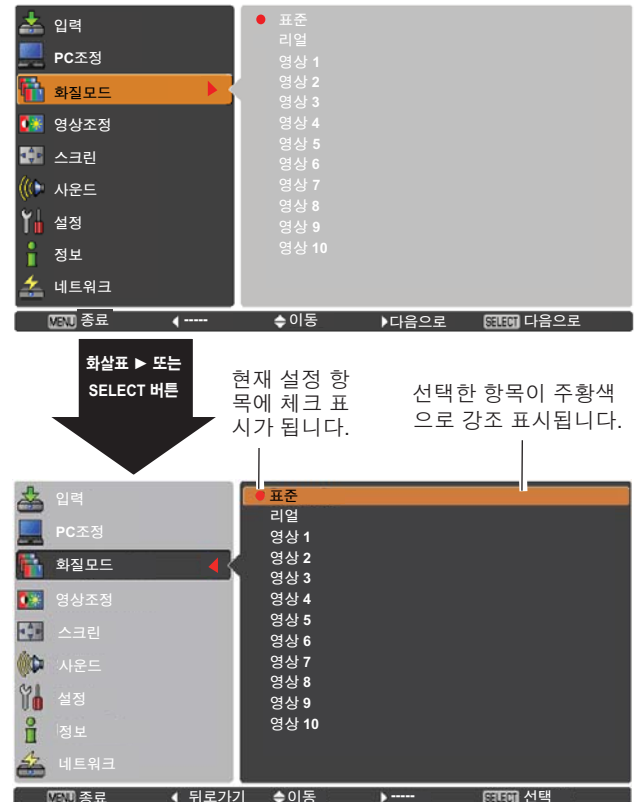 입력
PC조정
화질모드
영상조정
스크린
사운드
설정
정보
네트워크
표준
리얼
영상 1
영상 2
영상 3
영상 4
영상 5
영상 6
영상 7
영상 8
영상 9
영상 10
MENU 종료 ◀ ----- 이동 ▶다음으로 SELECT 다음으로
화살표 ► 또는
SELECT 버튼
현재 설정 항
목에 체크 표
시가 됩니다.
선택한 항목이 주황색
으로 강조 표시됩니다.
입력
PC조정
화질모드
영상조정
스크린
사운드
설정
정보
네트워크
표준
리얼
영상 1
영상 2
영상 3
영상 4
영상 5
영상 6
영상 7
영상 8
영상 9
영상 10
MENU 종료 ◀ 뒤로가기 이동 ▶ ----- SELECT 선택